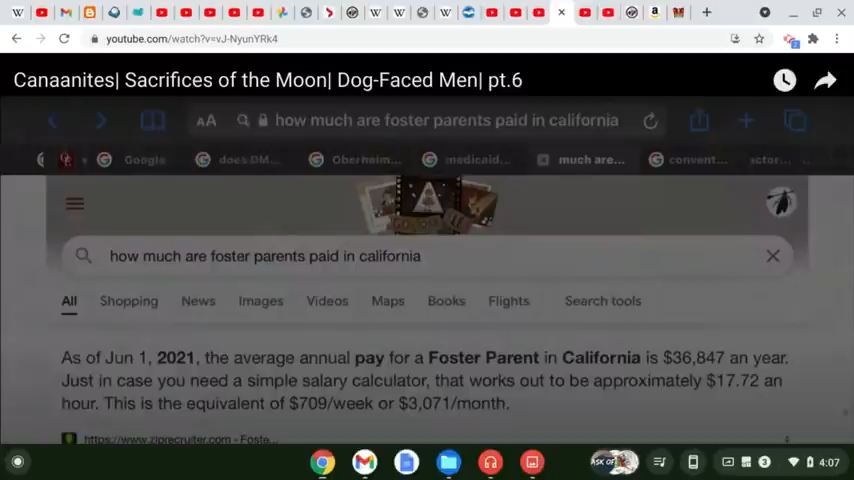 youtube.com/watch?v=vJ-NyunYRk4
Canaanites| Sacrifices of the Moon| Dog-Faced Men| pt.6
AA how much are foster parents paid in california
Google does DM... Oberheim... medicaid... much are... convent... ector...
how much are foster parents paid in california
All Shopping News Images Videos Maps Books Flights Search tools
As of Jun 1, 2021, the average annual pay for a Foster Parent in California is $36,847 an year.
Just in case you need a simple salary calculator, that works out to be approximately $17.72 an
hour. This is the equivalent of $709/week or $3,071/month.
https://www.ziprecruiter.com › Foste...
ASK OF
3 4:07